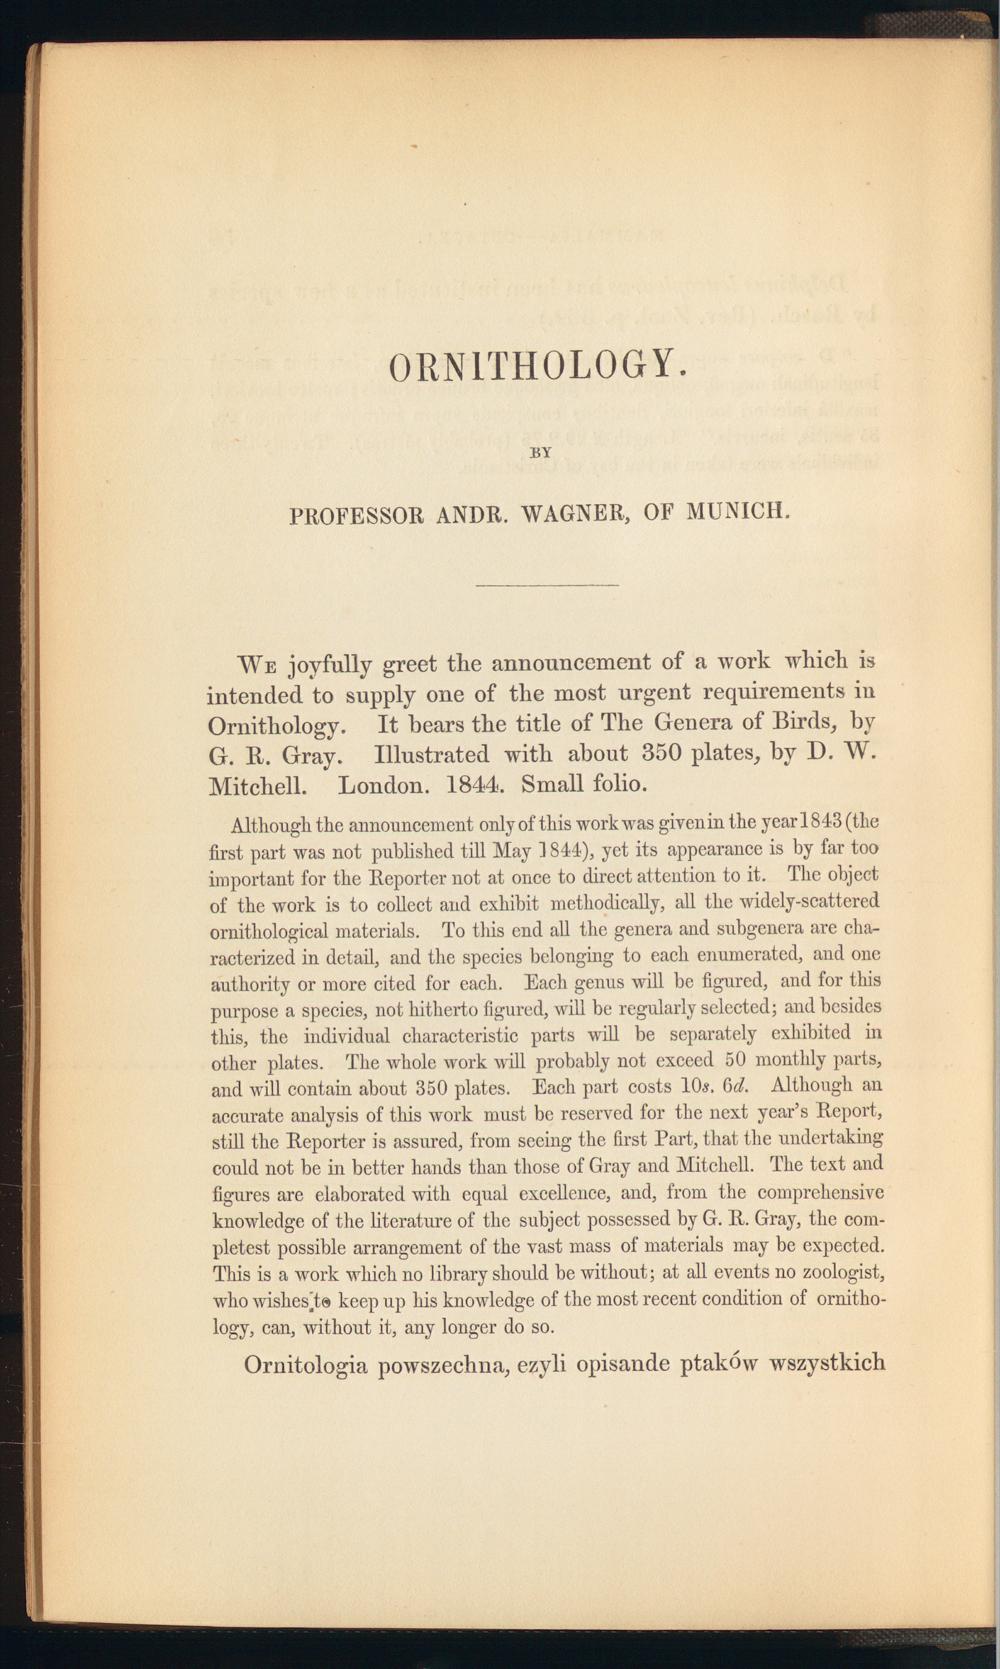 ORNITHOLOGY.
BY
PROFESSOR ANDR. WAGNER, OF MUNICH.
WE joyfully greet the announcement of a work which is
intended to supply one of the most urgent requirements in
Ornithology. It bears the title of The Genera of Birds, by
G. R. Gray. Illustrated with about 350 plates, by D. W.
Mitchell. London. 1844. Small folio.
Although the announcement only of this work was given in the year 1843 (the
first part was not published till May 1844), yet its appearance is by far too
important for the Reporter not at once to direct attention to it. The object
of the work is to collect and exhibit methodically, all the widely-scattered
ornithological materials. To this end all the genera and subgenera are cha-
racterized in detail, and the species belonging to each enumerated, and one
authority or more cited for each. Each genus will be figured, and for this
purpose a species, not hitherto figured, will be regularly selected; and besides
this, the individual characteristic parts will be separately exhibited in
other plates. The whole work will probably not exceed 50 monthly parts,
and will contain about 350 plates. Each part costs 10s. 6d. Although an
accurate analysis of this work must be reserved for the next year's Report,
still the Reporter is assured, from seeing the first Part, that the undertaking
could not be in better hands than those of Gray and Mitchell. The text and
figures are elaborated with equal excellence, and, from the comprehensive
knowledge of the literature of the subject possessed by G. R. Gray, the com-
pletest possible arrangement of the vast mass of materials may be expected.
This is a work which no library should be without; at all events no zoologist,
who wishes to keep up his knowledge of the most recent condition of ornitho-
logy, can, without it, any longer do so.
Ornitologia powszechna, ezyli opisande ptaków wszystkich